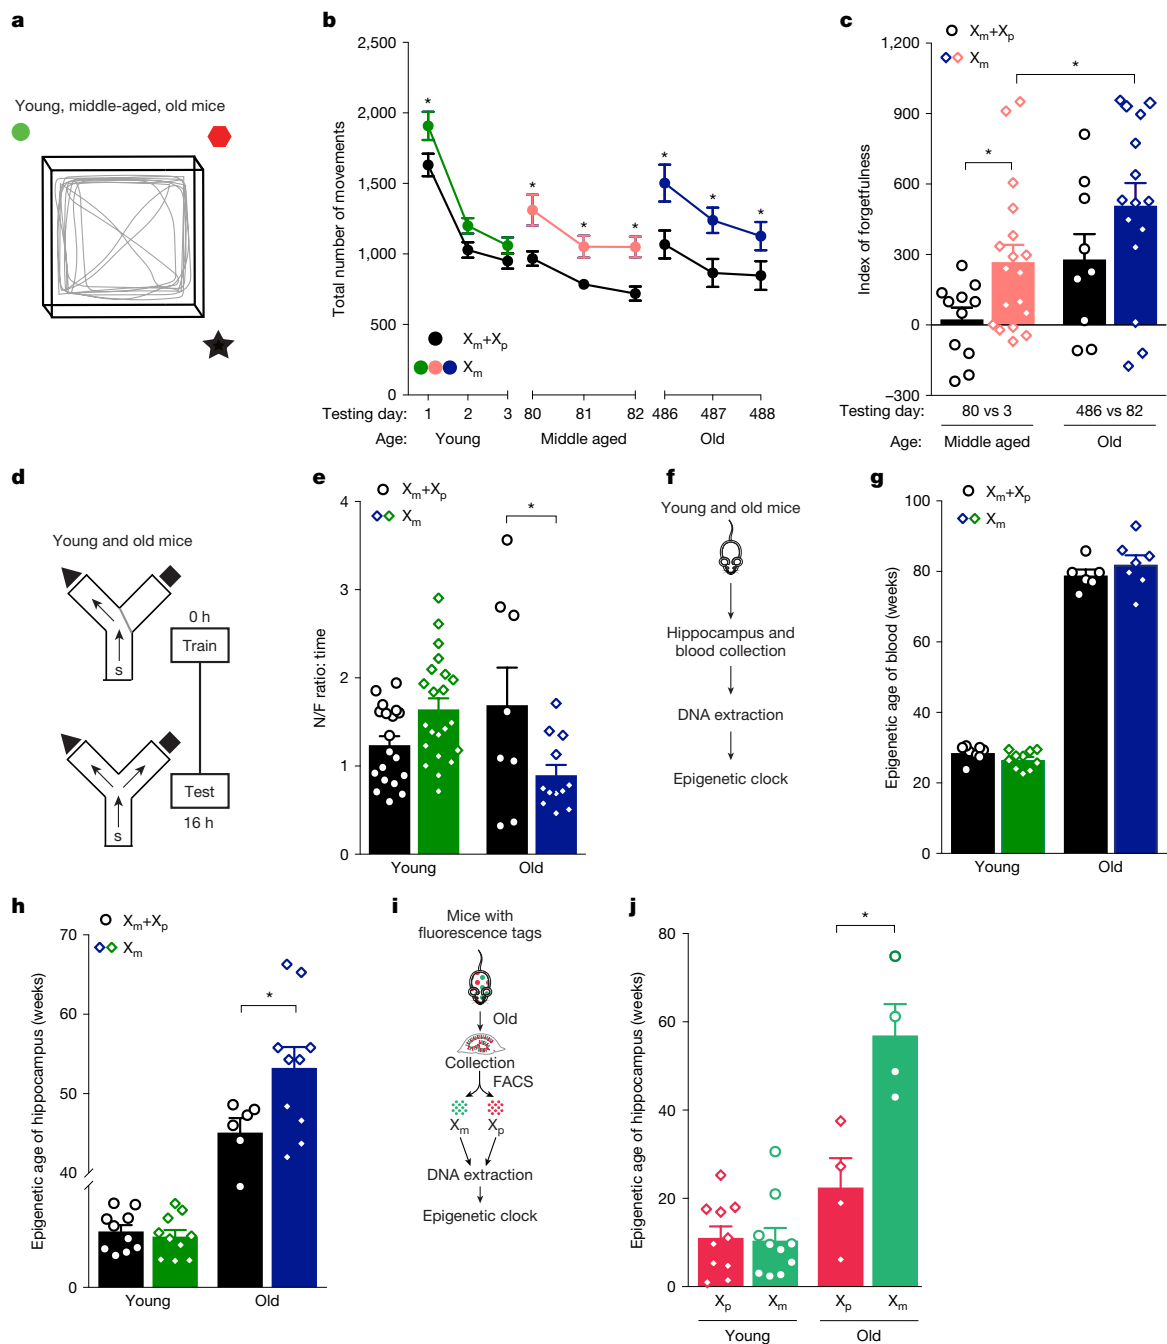 a
Young, middle-aged, old mice
b
2,500
2,000
1,500
1,000
500
0
Total number of movements
* * * * * * *
Xm+Xp
Xm
Testing day: 1 2 3 80 81 82 486 487 488
Age: Young Middle aged Old
c
Xm+Xp
Xm
1,200
900
600
300
0
–300
Index of forgetfulness
* *
Testing day: 80 vs 3 486 vs 82
Age: Middle aged Old
d
Young and old mice
s
0 h
Train
Test
16 h
s
e
Xm+Xp
Xm
4
3
2
1
0
N/F ratio: time
*
Young Old
f
Young and old mice
Hippocampus and
blood collection
DNA extraction
Epigenetic clock
g
Xm+Xp
Xm
100
80
60
40
20
0
Epigenetic age of blood (weeks)
Young Old
h
Xm+Xp
Xm
70
60
50
40
0
Epigenetic age of hippocampus (weeks)
*
Young Old
i
Mice with
fluorescence tags
Old
Collection
FACS
Xm Xp
DNA extraction
Epigenetic clock
j
80
60
40
20
0
Epigenetic age of hippocampus (weeks)
*
Xp Xm Xp Xm
Young Old